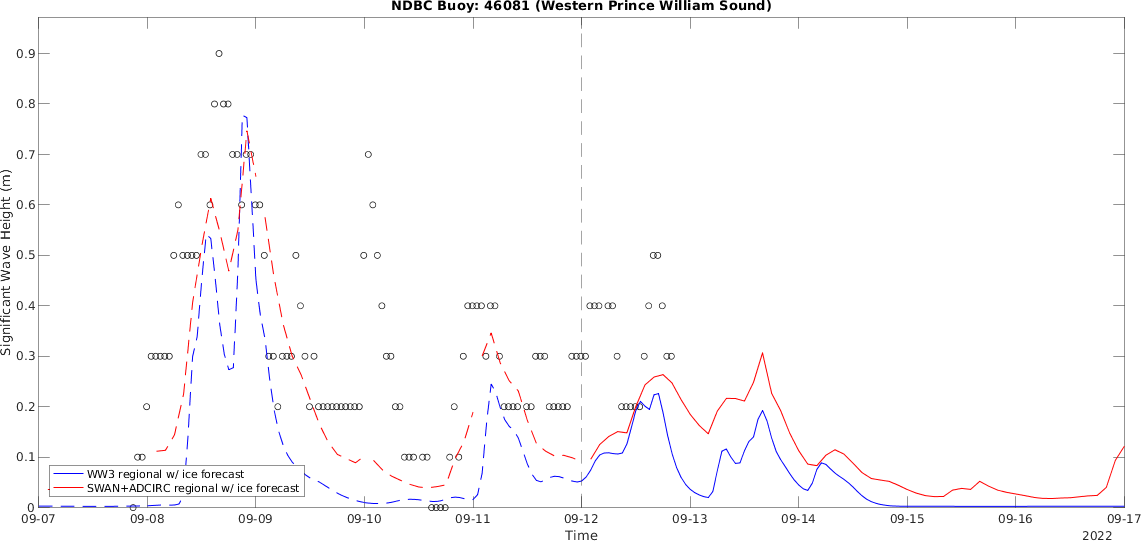 NDBC Buoy: 46081 (Western Prince William Sound)
Significant Wave Height (m)
0.9
0.8
0.7
0.6
0.5
0.4
0.3
0.2
0.1
0
WW3 regional w/ ice forecast
SWAN+ADCIRC regional w/ ice forecast
09-07 09-08 09-09 09-10 09-11 09-12 09-13 09-14 09-15 09-16 09-17
Time
2022